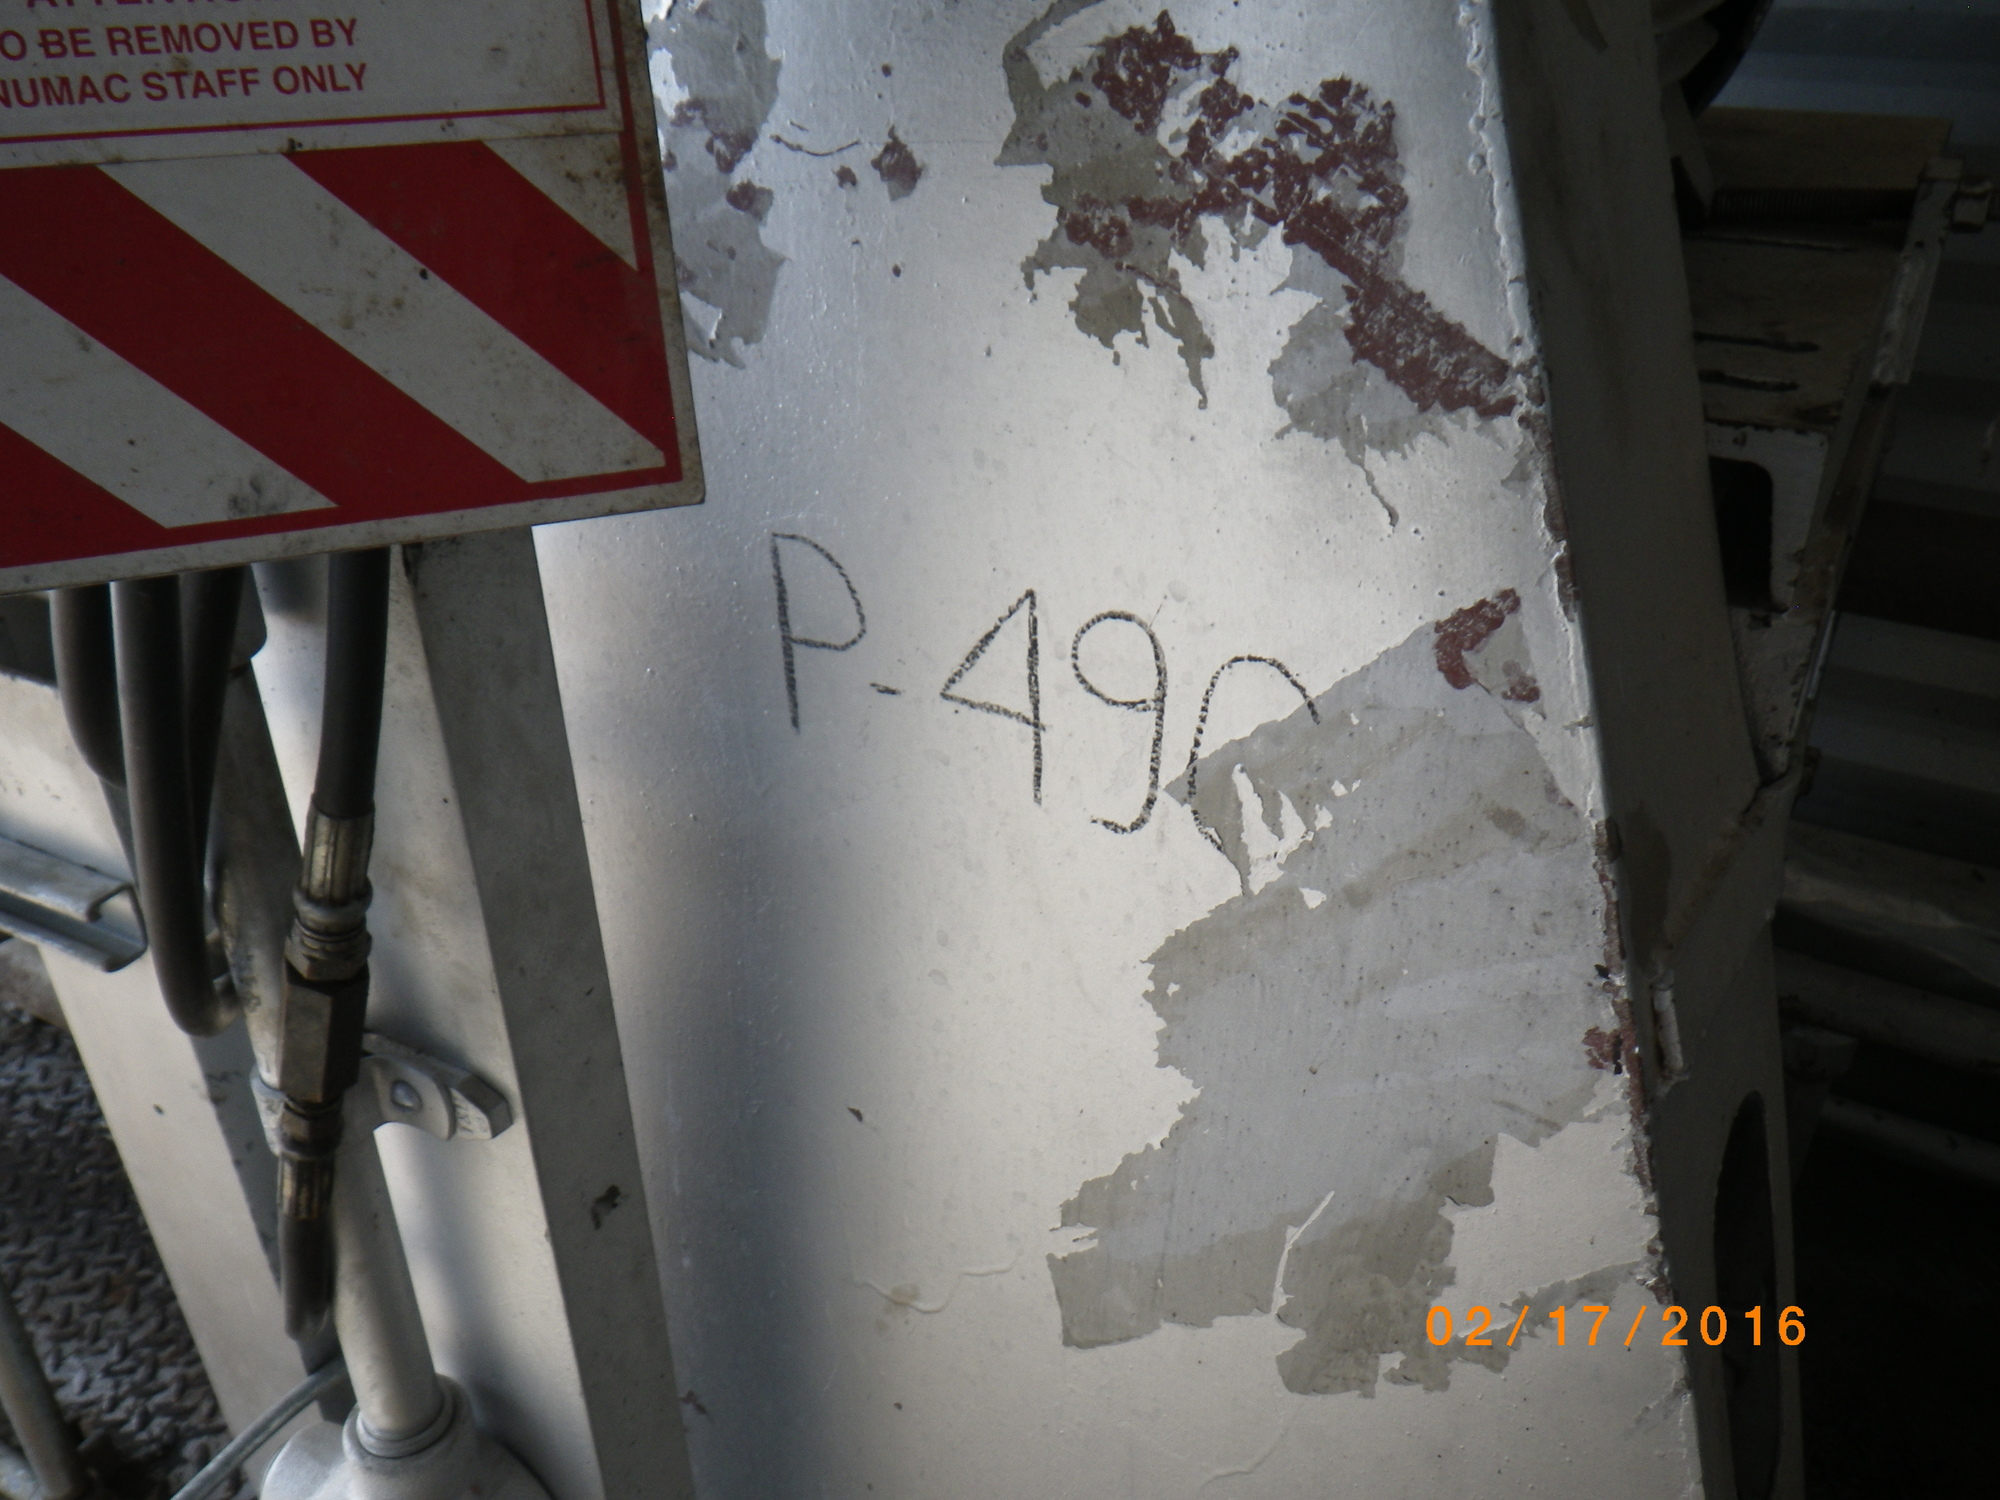 O BE REMOVED BY
NUMAC STAFF ONLY
P-49
02/17/2016